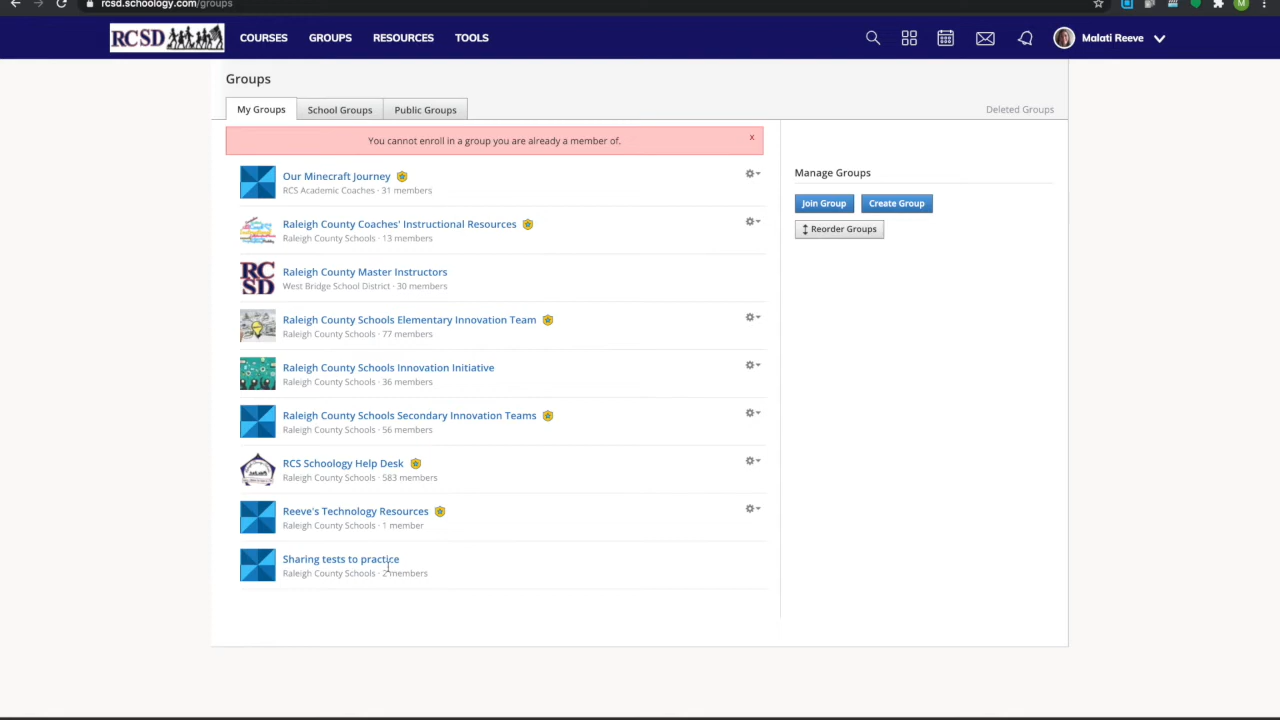 rcsd.schoology.com/groups
M
RCSD
COURSES
GROUPS
RESOURCES
TOOLS
Malati Reeve
Groups
My Groups
School Groups
Public Groups
Deleted Groups
You cannot enroll in a group you are already a member of.
x
Our Minecraft Journey
RCS Academic Coaches · 31 members
Raleigh County Coaches' Instructional Resources
Raleigh County Schools · 13 members
RC
SD
Raleigh County Master Instructors
West Bridge School District · 30 members
Raleigh County Schools Elementary Innovation Team
Raleigh County Schools · 77 members
Raleigh County Schools Innovation Initiative
Raleigh County Schools · 36 members
Raleigh County Schools Secondary Innovation Teams
Raleigh County Schools · 56 members
RCS Schoology Help Desk
Raleigh County Schools · 583 members
Reeve's Technology Resources
Raleigh County Schools · 1 member
Sharing tests to practice
Raleigh County Schools · 2 members
Manage Groups
Join Group
Create Group
Reorder Groups